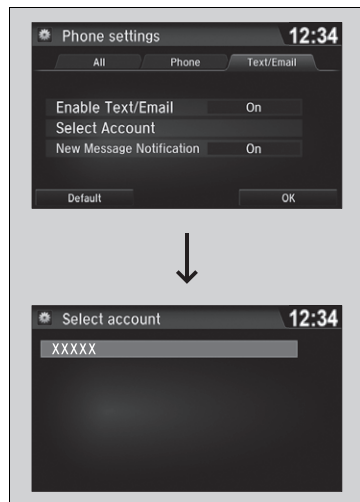 Phone settings 12:34
All Phone Text/Email
Enable Text/Email On
Select Account
New Message Notification On
Default OK
Select account 12:34
XXXXX